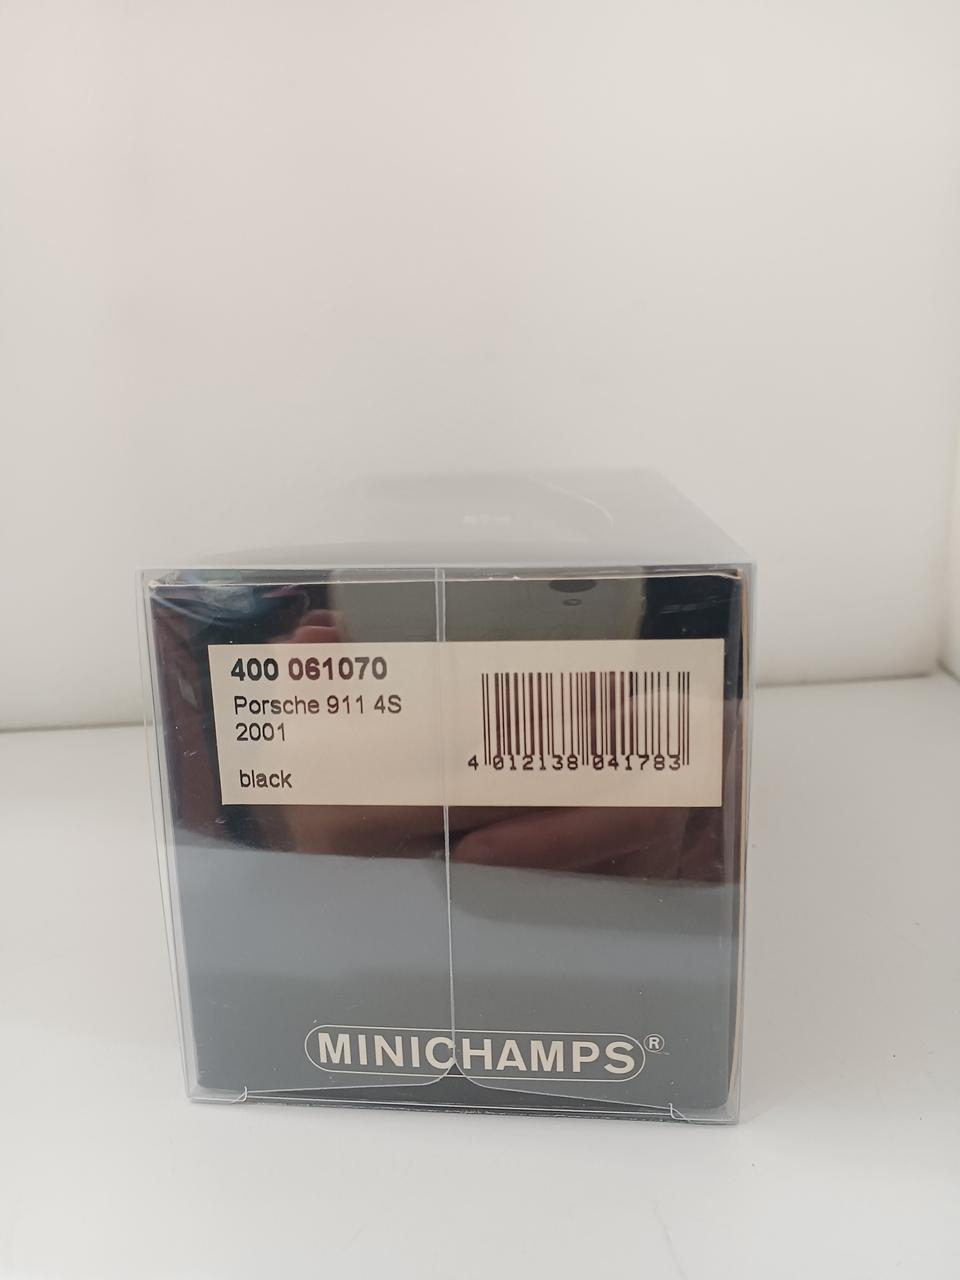 400 061070
Porsche 911 4S
2001
black
4 012138 041783
MINICHAMPS®